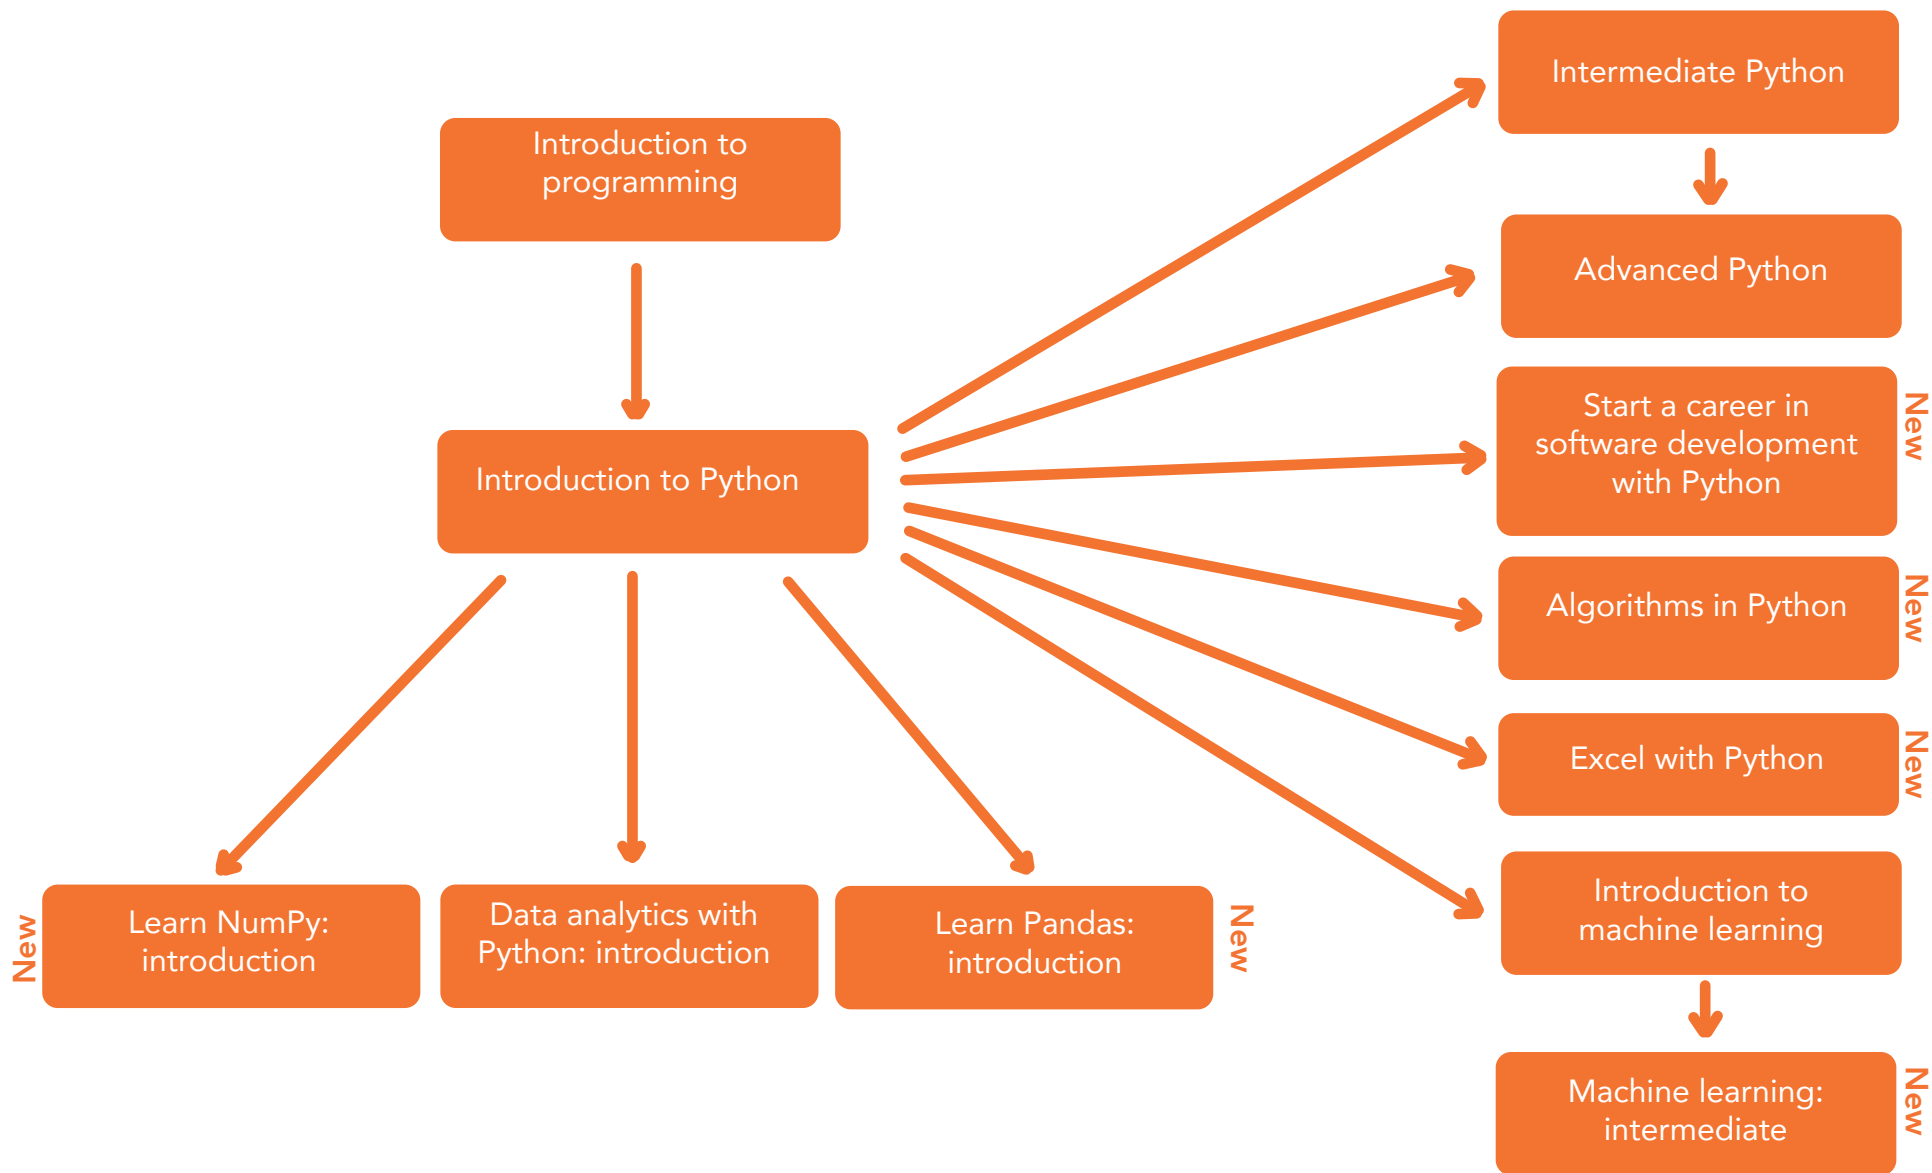 Introduction to
programming
Introduction to Python
Learn NumPy:
introduction
New
Data analytics with
Python: introduction
Learn Pandas:
introduction
New
Intermediate Python
Advanced Python
Start a career in
software development
with Python
New
Algorithms in Python
New
Excel with Python
New
Introduction to
machine learning
Machine learning:
intermediate
New